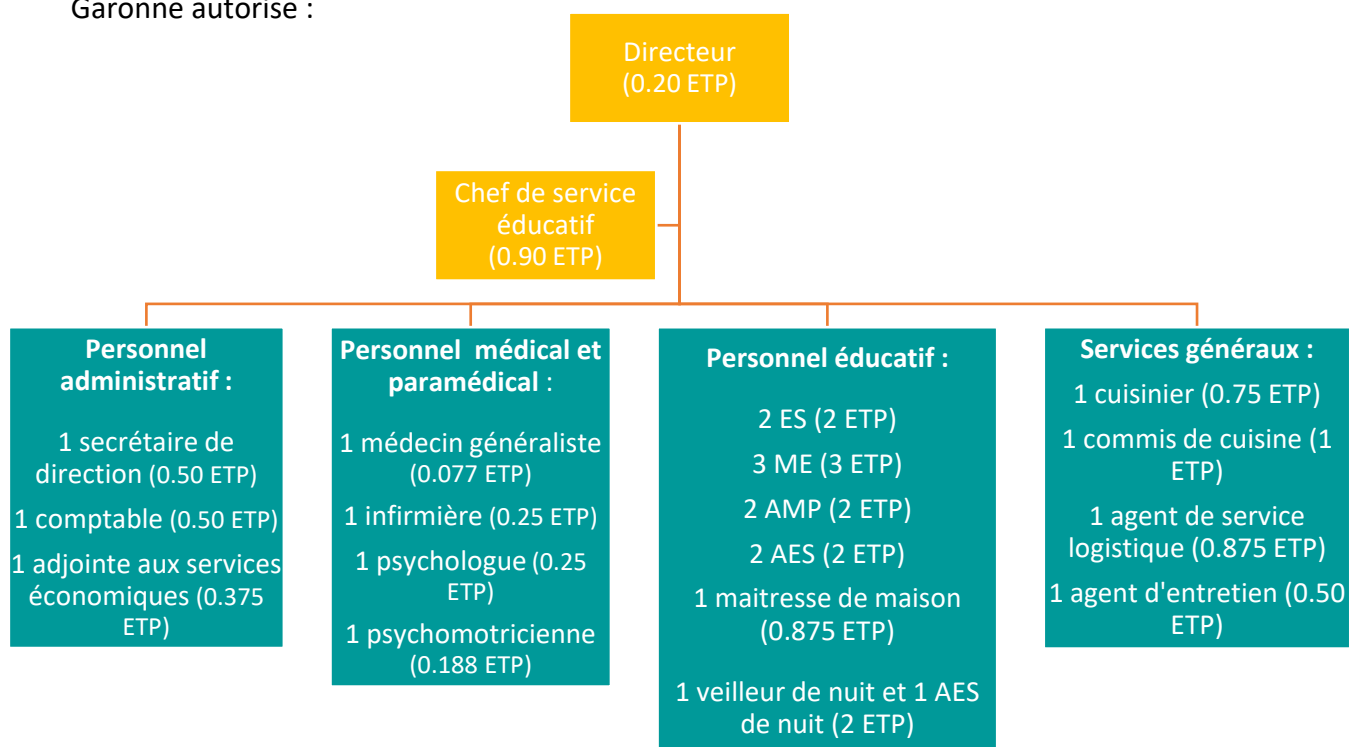 Garonne autorise :
Directeur
(0.20 ETP)
Chef de service
éducatif
(0.90 ETP)
Personnel
administratif :
1 secrétaire de
direction (0.50 ETP)
1 comptable (0.50 ETP)
1 adjointe aux services
économiques (0.375
ETP)
Personnel médical et
paramédical :
1 médecin généraliste
(0.077 ETP)
1 infirmière (0.25 ETP)
1 psychologue (0.25
ETP)
1 psychomotricienne
(0.188 ETP)
Personnel éducatif :
2 ES (2 ETP)
3 ME (3 ETP)
2 AMP (2 ETP)
2 AES (2 ETP)
1 maitresse de maison
(0.875 ETP)
1 veilleur de nuit et 1 AES
de nuit (2 ETP)
Services généraux :
1 cuisinier (0.75 ETP)
1 commis de cuisine (1
ETP)
1 agent de service
logistique (0.875 ETP)
1 agent d'entretien (0.50
ETP)